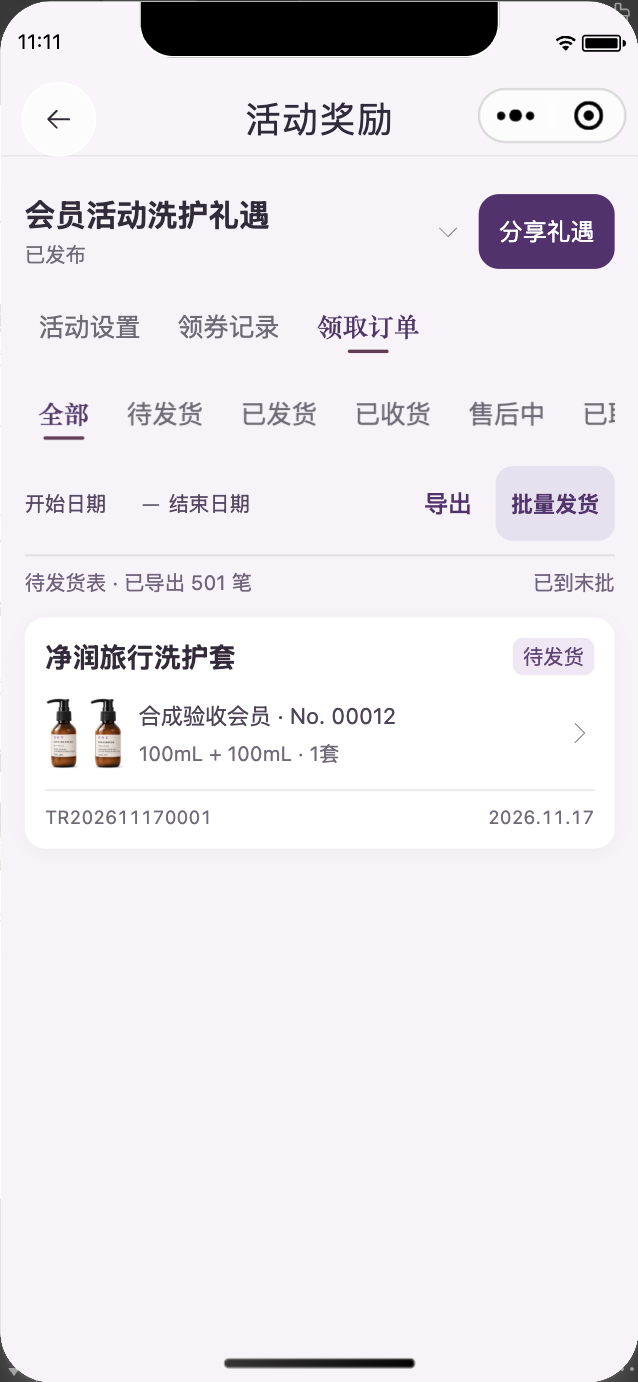 11:11
活动奖励
会员活动洗护礼遇
已发布
分享礼遇
活动设置 领券记录 领取订单
全部 待发货 已发货 已收货 售后中 已
开始日期 — 结束日期 导出 批量发货
待发货表 · 已导出 501 笔 已到末批
净润旅行洗护套 待发货
合成验收会员 · No. 00012
100mL + 100mL · 1套
TR202611170001 2026.11.17